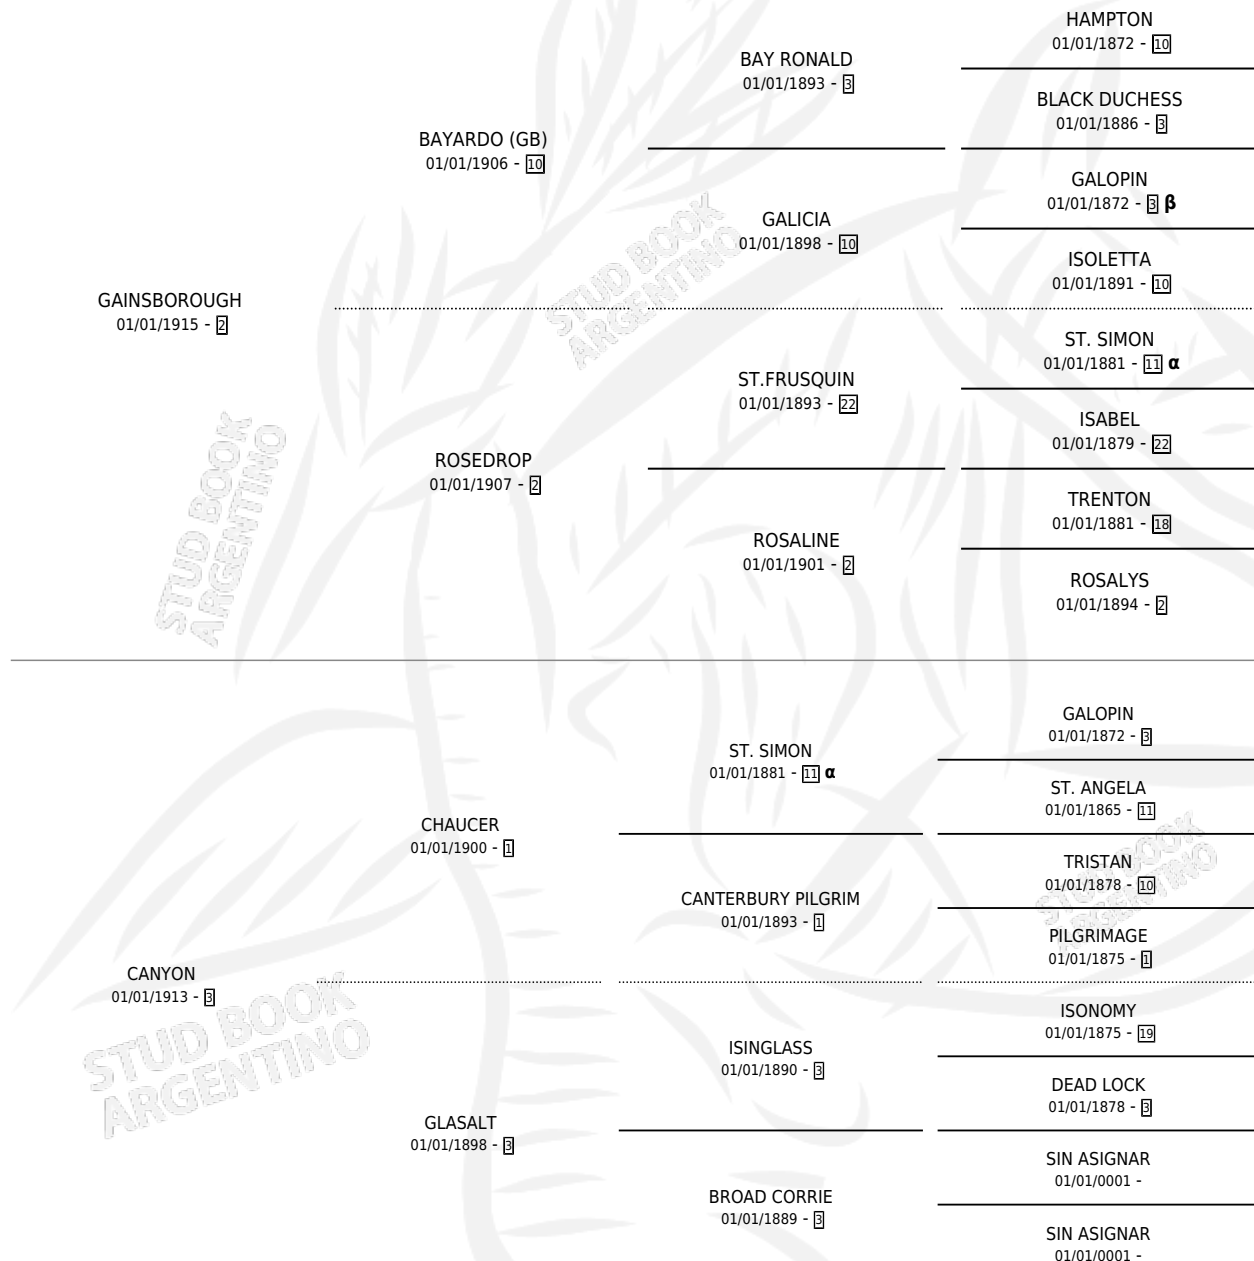 HAMPTON
01/01/1872 - 10
BAY RONALD
01/01/1893 - 3
BLACK DUCHESS
01/01/1886 - 3
BAYARDO (GB)
01/01/1906 - 10
GALOPIN
01/01/1872 - 3 β
GALICIA
01/01/1898 - 10
ISOLETTA
01/01/1891 - 10
GAINSBOROUGH
01/01/1915 - 2
ST. SIMON
01/01/1881 - 11 α
ST.FRUSQUIN
01/01/1893 - 22
ISABEL
01/01/1879 - 22
ROSEDROP
01/01/1907 - 2
TRENTON
01/01/1881 - 18
ROSALINE
01/01/1901 - 2
ROSALYS
01/01/1894 - 2
GALOPIN
01/01/1872 - 3
ST. SIMON
01/01/1881 - 11 α
ST. ANGELA
01/01/1865 - 11
CHAUCER
01/01/1900 - 1
TRISTAN
01/01/1878 - 10
CANTERBURY PILGRIM
01/01/1893 - 1
PILGRIMAGE
01/01/1875 - 1
CANYON
01/01/1913 - 3
ISONOMY
01/01/1875 - 19
ISINGLASS
01/01/1890 - 3
DEAD LOCK
01/01/1878 - 3
GLASALT
01/01/1898 - 3
SIN ASIGNAR
01/01/0001 -
BROAD CORRIE
01/01/1889 - 3
SIN ASIGNAR
01/01/0001 -
STUD BOOK
ARGENTINO
STUD BOOK
ARGENTINO
STUD BOOK
ARGENTINO
STUD BOOK
ARGENTINO